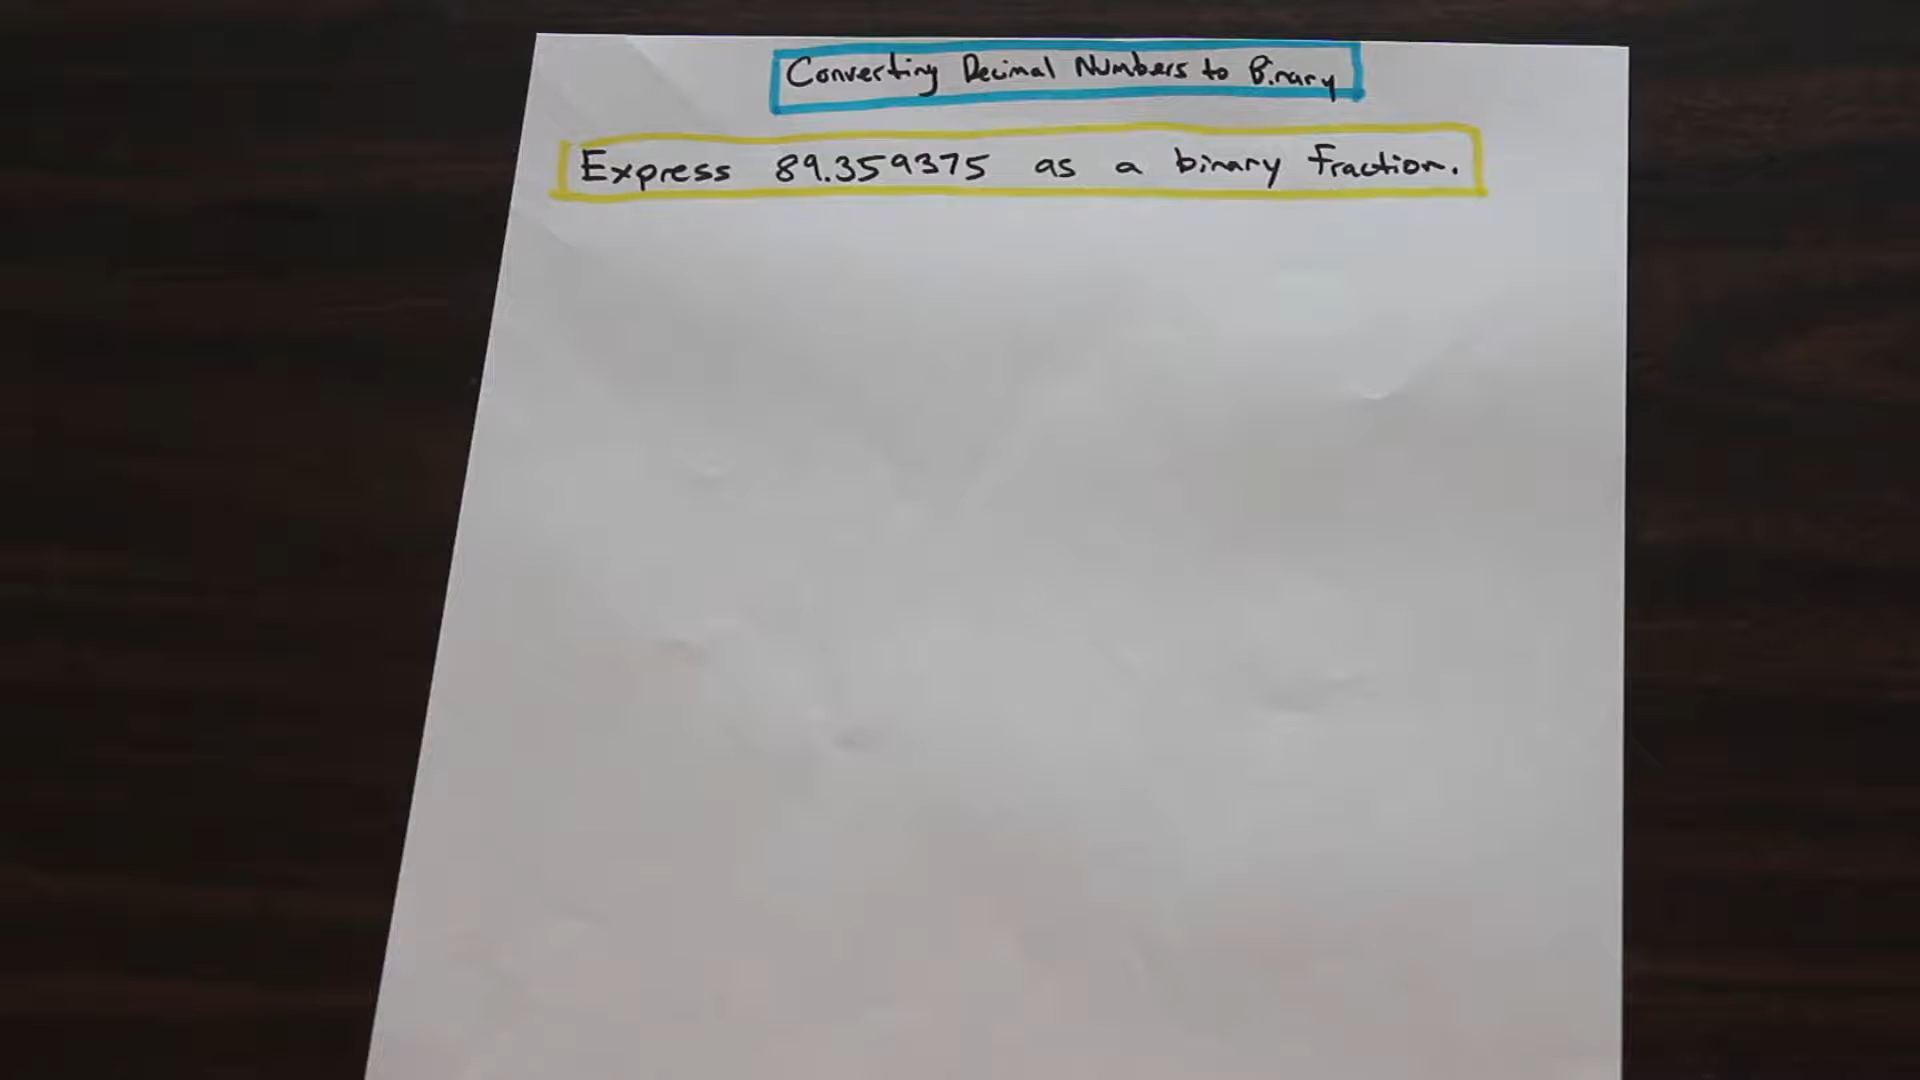 Converting Decimal Numbers to Binary
Express 89.359375 as a binary fraction.